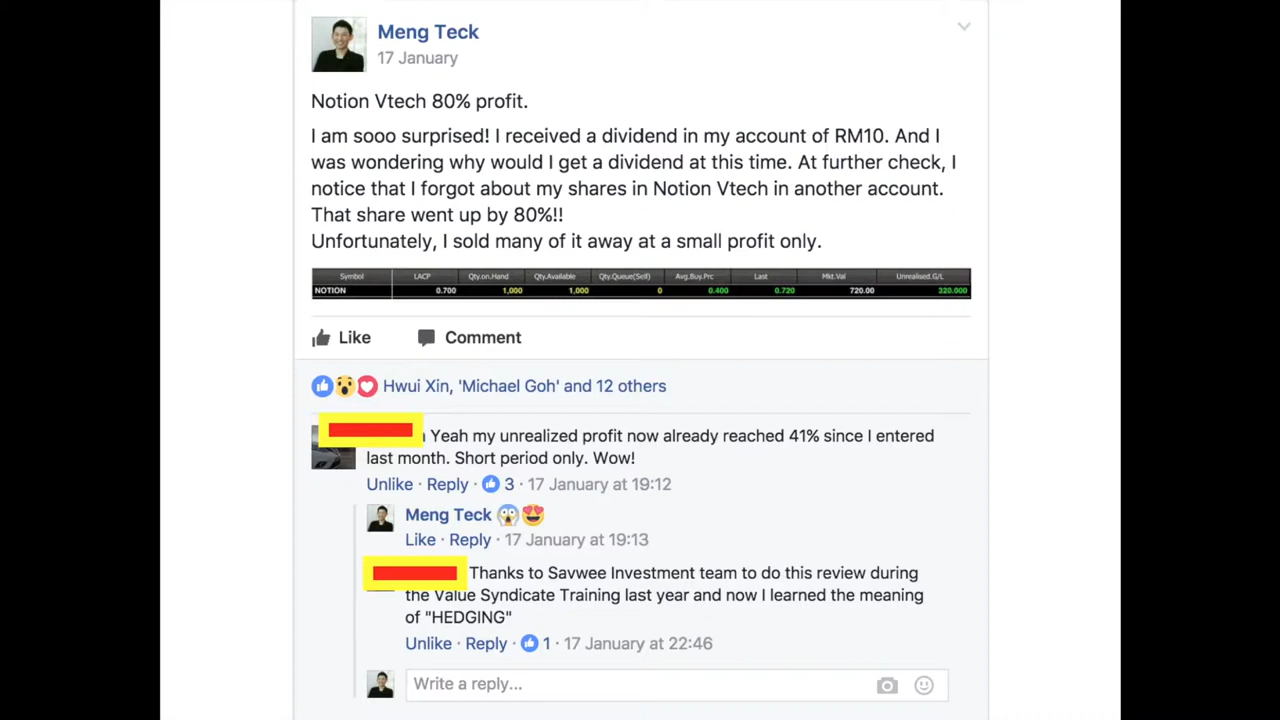 Meng Teck
17 January
Notion Vtech 80% profit.
I am sooo surprised! I received a dividend in my account of RM10. And I
was wondering why would I get a dividend at this time. At further check, I
notice that I forgot about my shares in Notion Vtech in another account.
That share went up by 80%!!
Unfortunately, I sold many of it away at a small profit only.
Symbol LACP Qty.on.Hand Qty.Available Qty.Queue(Sell) Avg.Buy.Prc Last Mkt.Val Unrealised.G/L
NOTION 0.700 1,000 1,000 0 0.400 0.720 720.00 320.000
Like Comment
Hwui Xin, 'Michael Goh' and 12 others
Yeah my unrealized profit now already reached 41% since I entered
last month. Short period only. Wow!
Unlike · Reply · 3 · 17 January at 19:12
Meng Teck 😱😍
Like · Reply · 17 January at 19:13
Thanks to Savwee Investment team to do this review during
the Value Syndicate Training last year and now I learned the meaning
of "HEDGING"
Unlike · Reply · 1 · 17 January at 22:46
Write a reply...